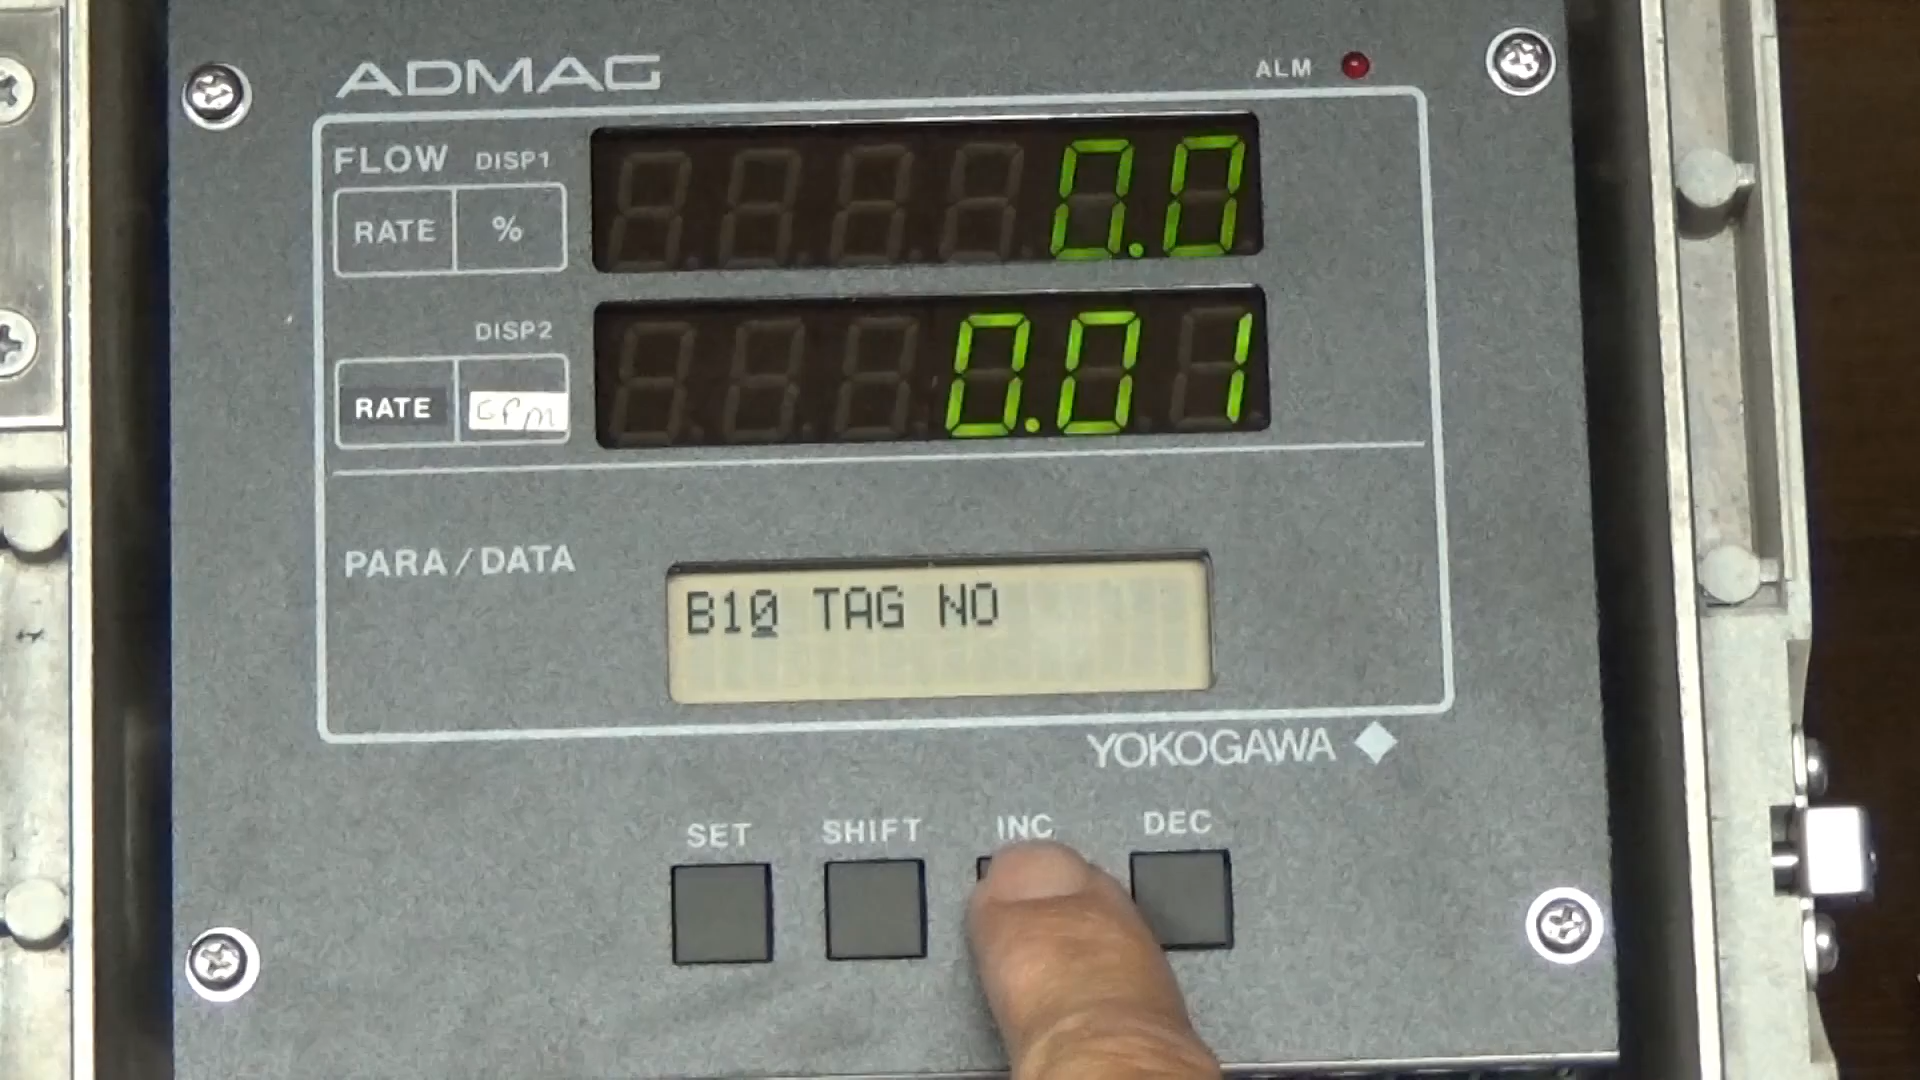 ADMAG
ALM
FLOW DISP1
RATE %
0.0
DISP2
RATE GPM
0.01
PARA/DATA
B10 TAG NO
YOKOGAWA
SET SHIFT INC DEC